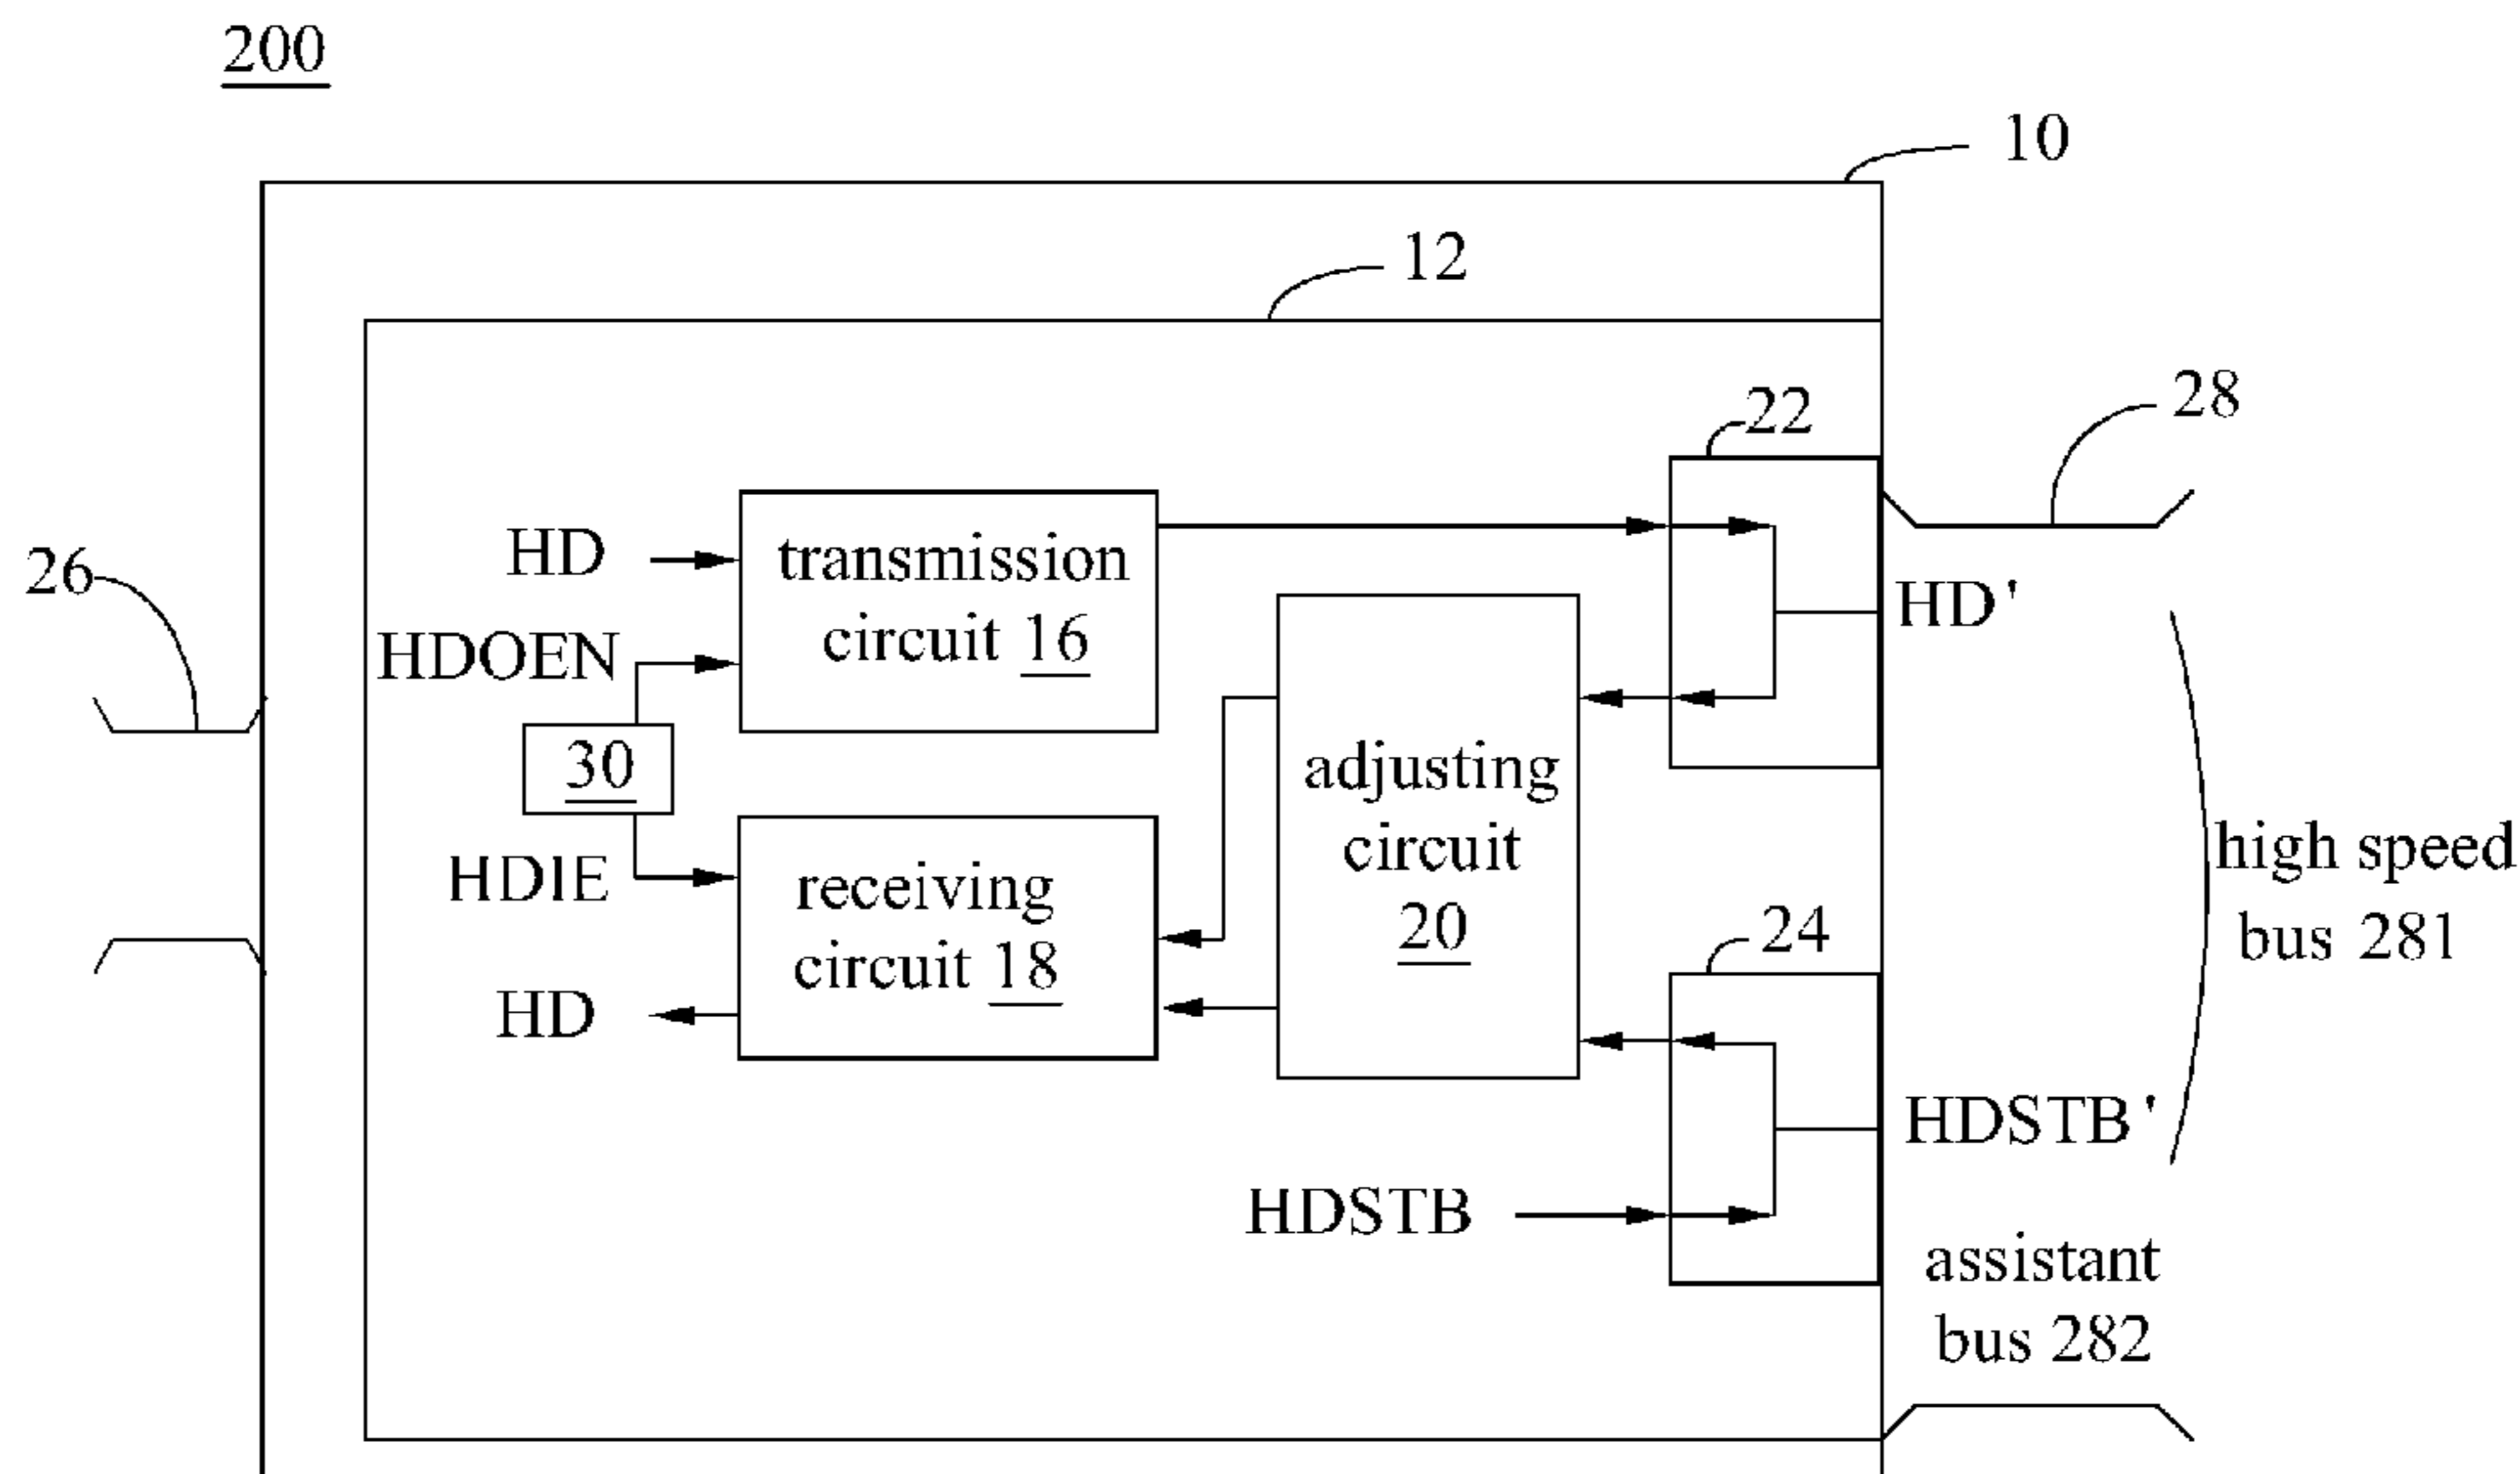 200
10
12
28
22
HD
transmission
circuit 16
26
HD'
HDOEN
30
adjusting
circuit
20
high speed
bus 281
HDIE
receiving
circuit 18
24
HD
HDSTB'
HDSTB
assistant
bus 282